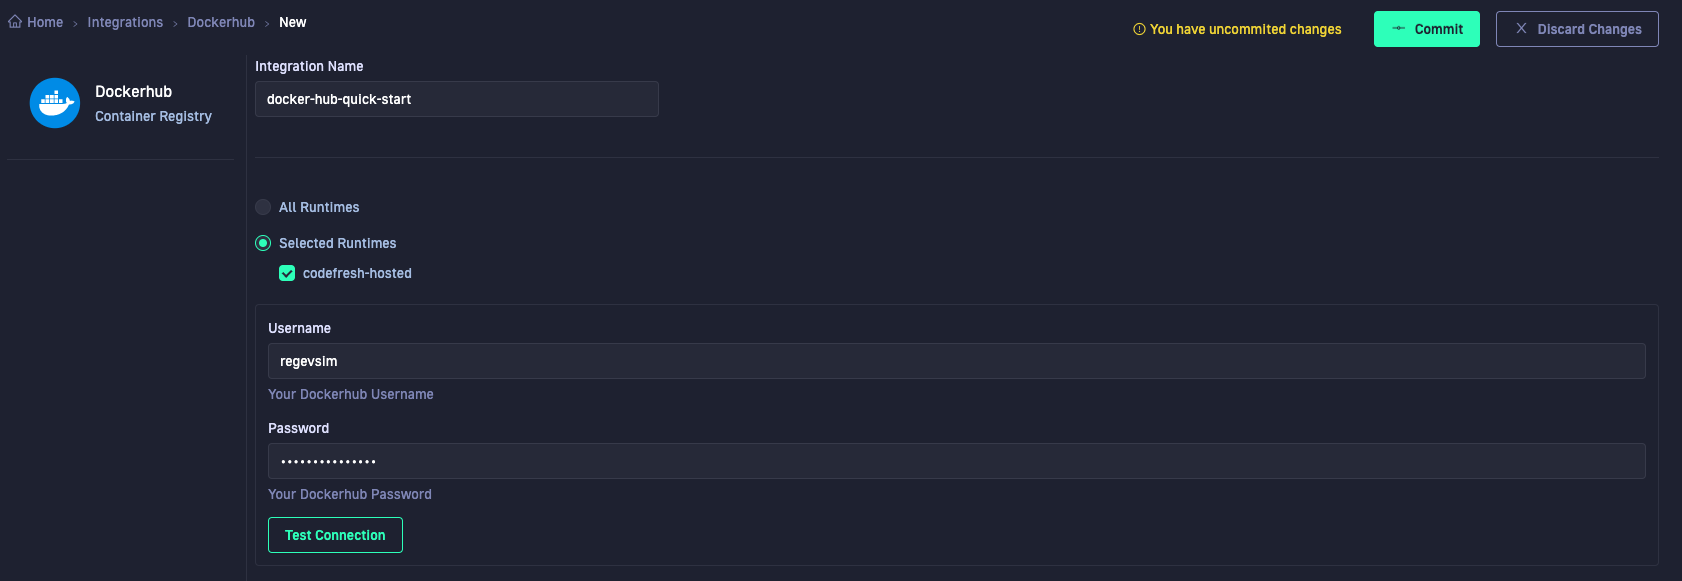 Home > Integrations > Dockerhub > New
You have uncommited changes
Commit
Discard Changes
Dockerhub
Container Registry
Integration Name
docker-hub-quick-start
All Runtimes
Selected Runtimes
codefresh-hosted
Username
regevsim
Your Dockerhub Username
Password
•••••••••••••••
Your Dockerhub Password
Test Connection